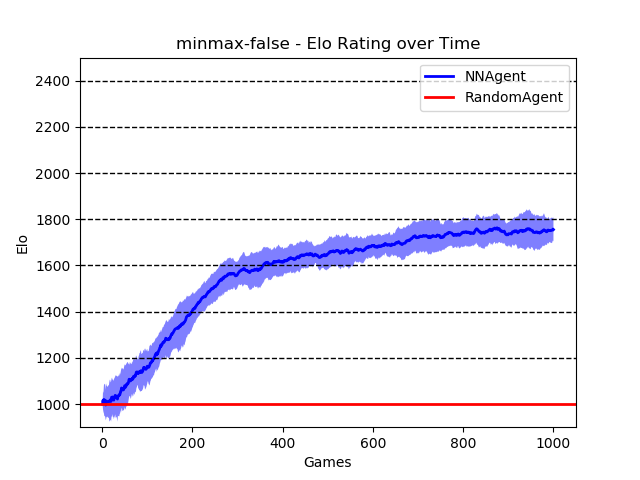 minmax-false - Elo Rating over Time
NNAgent
RandomAgent
2400
2200
2000
1800
1600
1400
1200
1000
Elo
0 200 400 600 800 1000
Games